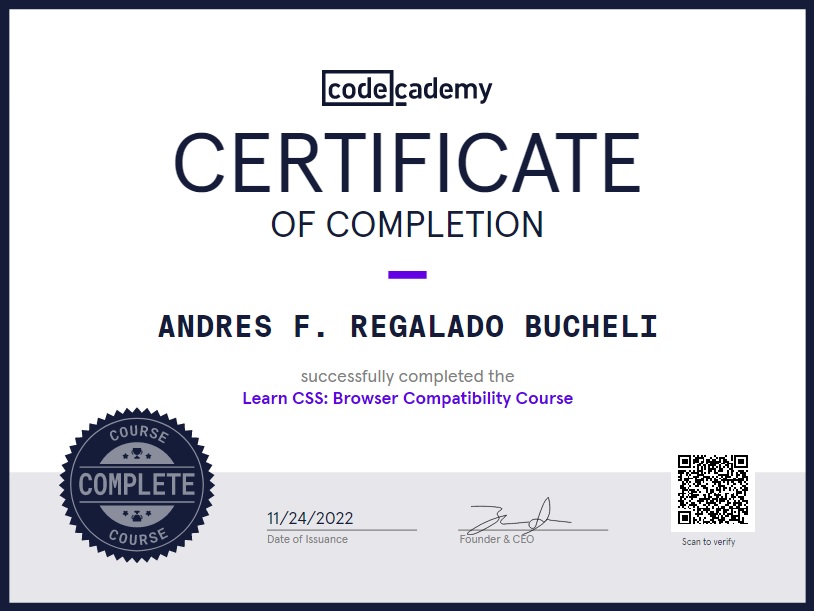 codecademy
CERTIFICATE
OF COMPLETION
ANDRES F. REGALADO BUCHELI
successfully completed the
Learn CSS: Browser Compatibility Course
COURSE
COMPLETE
COURSE
11/24/2022
Date of Issuance
Founder & CEO
Scan to verify